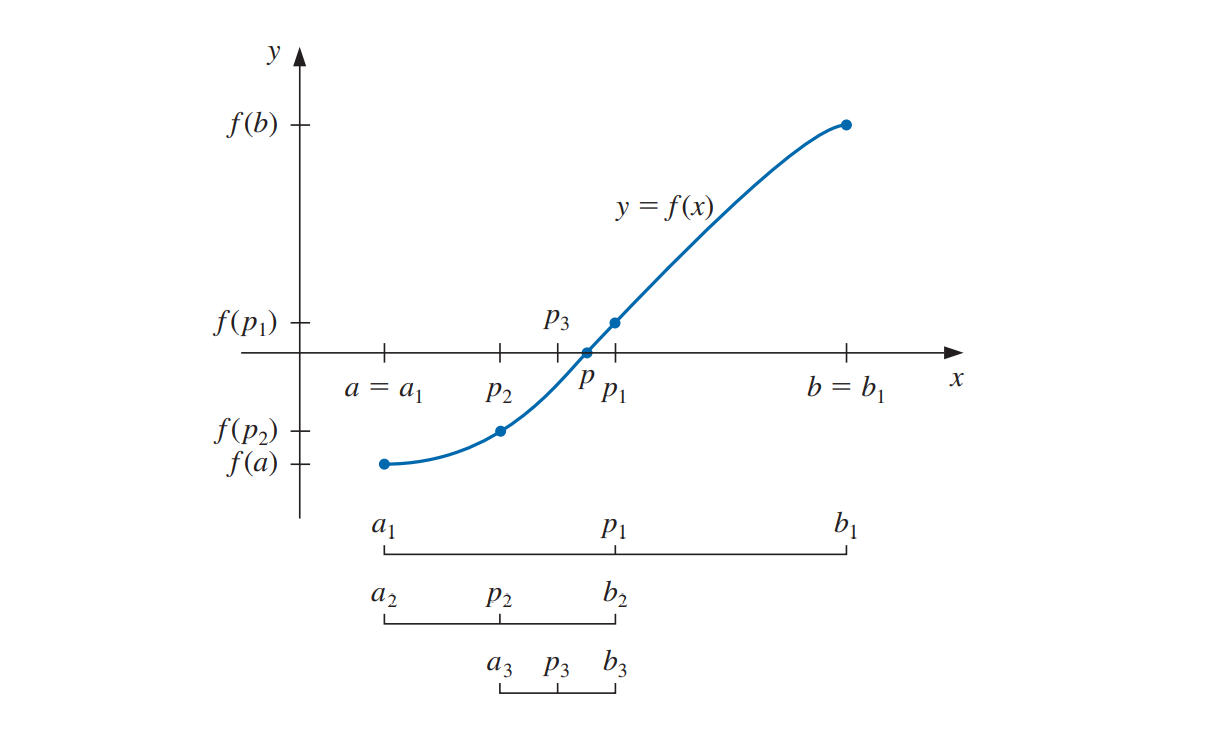 y
f(b)
y = f(x)
f(p₁)
p₃
a = a₁
p₂
p
p₁
b = b₁
x
f(p₂)
f(a)
a₁ p₁ b₁
a₂ p₂ b₂
a₃ p₃ b₃